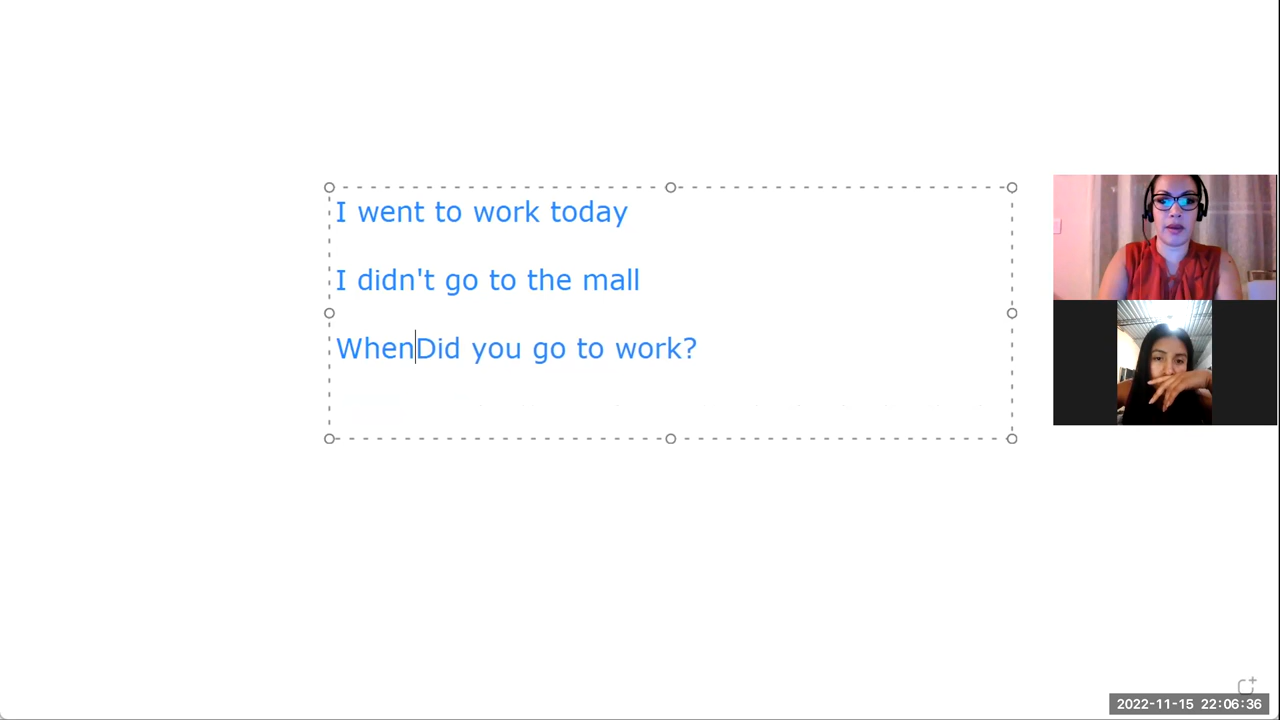 I went to work today
I didn't go to the mall
WhenDid you go to work?
2022-11-15 22:06:36